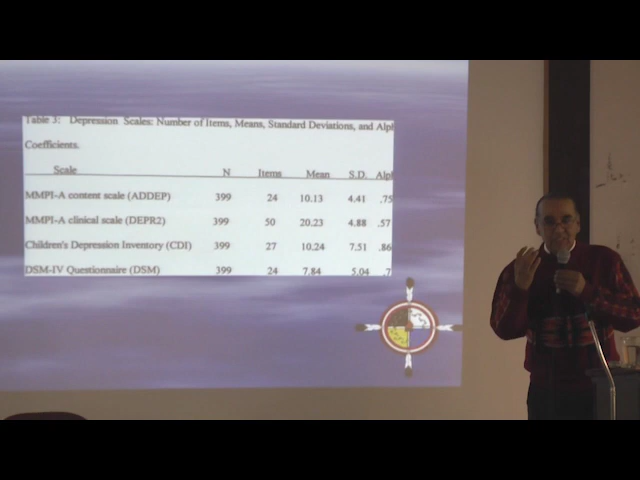 Table 3: Depression Scales: Number of Items, Means, Standard Deviations, and Alph
Coefficients.
Scale N Items Mean S.D. Alpl
MMPI-A content scale (ADDEP) 399 24 10.13 4.41 .75
MMPI-A clinical scale (DEPR2) 399 50 20.23 4.88 .57
Children's Depression Inventory (CDI) 399 27 10.24 7.51 .86
DSM-IV Questionnaire (DSM) 399 24 7.84 5.04 .7